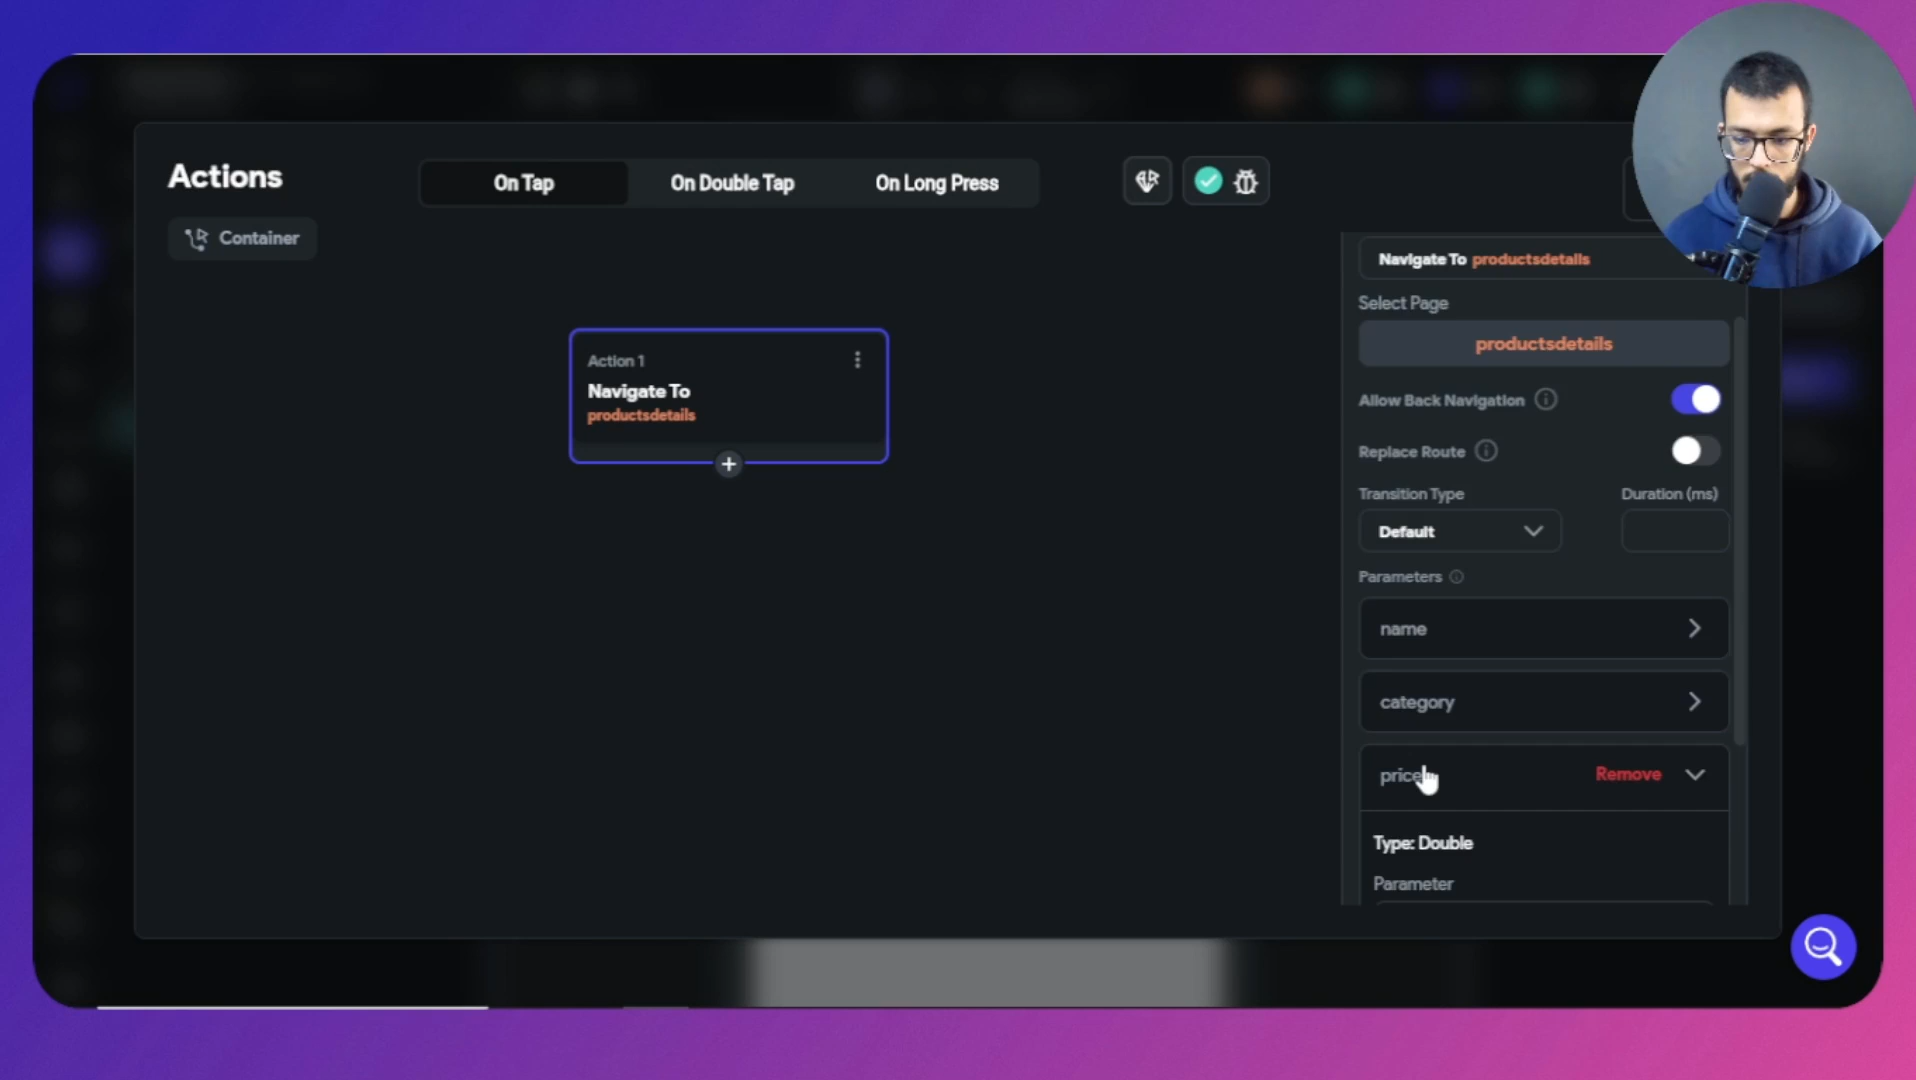 Actions
On Tap
On Double Tap
On Long Press
Container
Action 1
Navigate To
productsdetails
Navigate To productsdetails
Select Page
productsdetails
Allow Back Navigation
Replace Route
Transition Type
Duration (ms)
Default
Parameters
name
category
price
Remove
Type: Double
Parameter